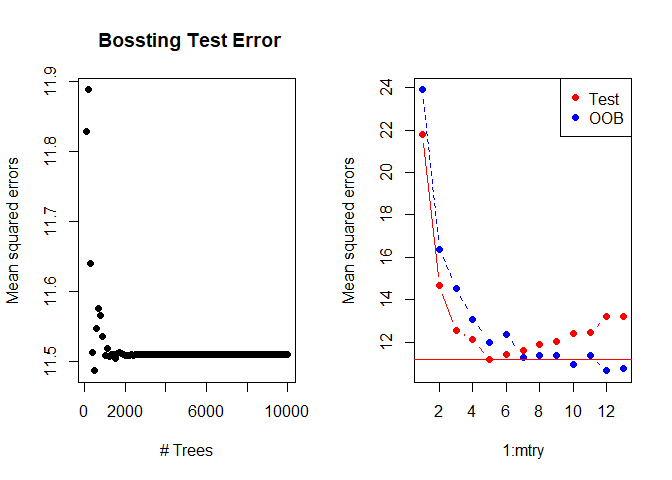 Bossting Test Error
Mean squared errors
11.9
11.8
11.7
11.6
11.5
0 2000 6000 10000
# Trees
Mean squared errors
24
22
20
18
16
14
12
Test
OOB
2 4 6 8 10 12
1:mtry